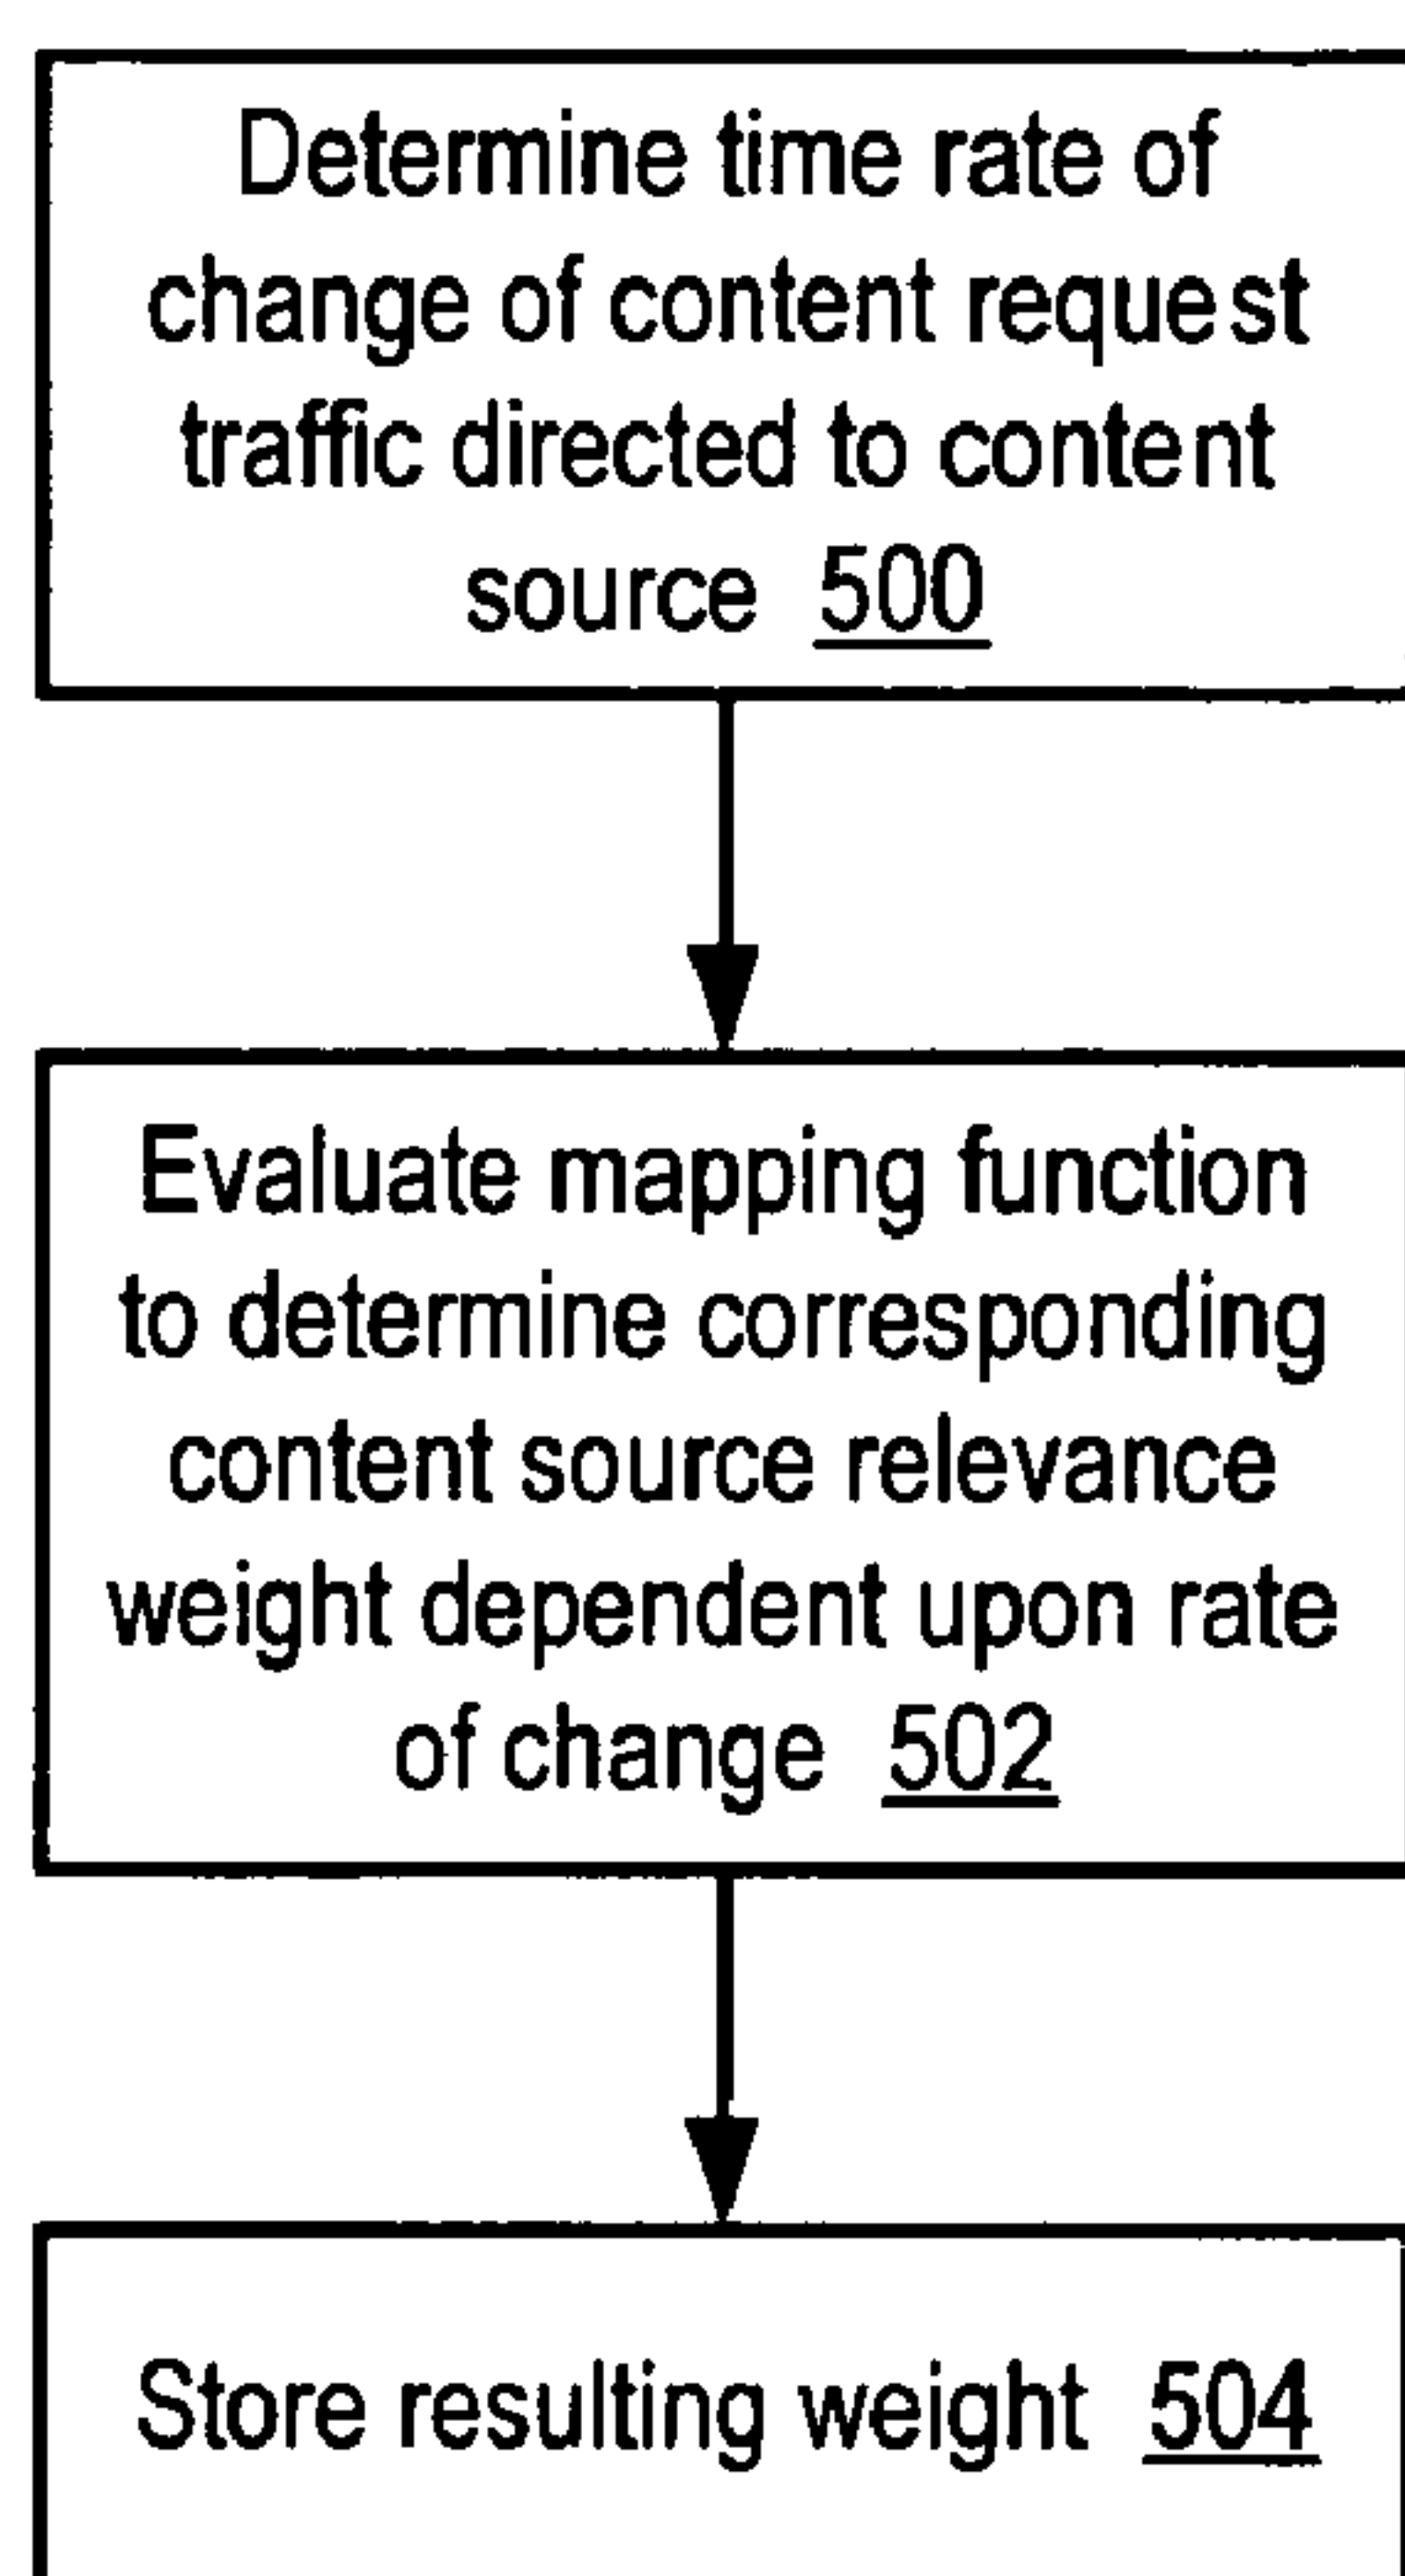 Determine time rate of
change of content request
traffic directed to content
source 500
Evaluate mapping function
to determine corresponding
content source relevance
weight dependent upon rate
of change 502
Store resulting weight 504